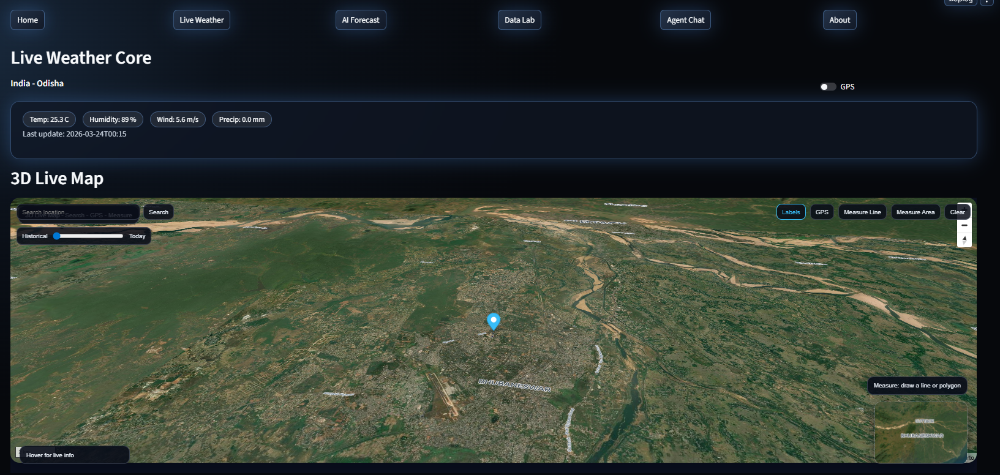 Deploy
Home
Live Weather
AI Forecast
Data Lab
Agent Chat
About
Live Weather Core
India - Odisha
GPS
Temp: 25.3 C
Humidity: 89 %
Wind: 5.6 m/s
Precip: 0.0 mm
Last update: 2026-03-24T00:15
3D Live Map
Search location
3D Live Map - Search - GPS - Measure
Search
Labels
GPS
Measure Line
Measure Area
Clear
Historical
Today
BHUBANESWAR
Measure: draw a line or polygon
CUTTACK
BHUBANESHWAR
Hover for live info